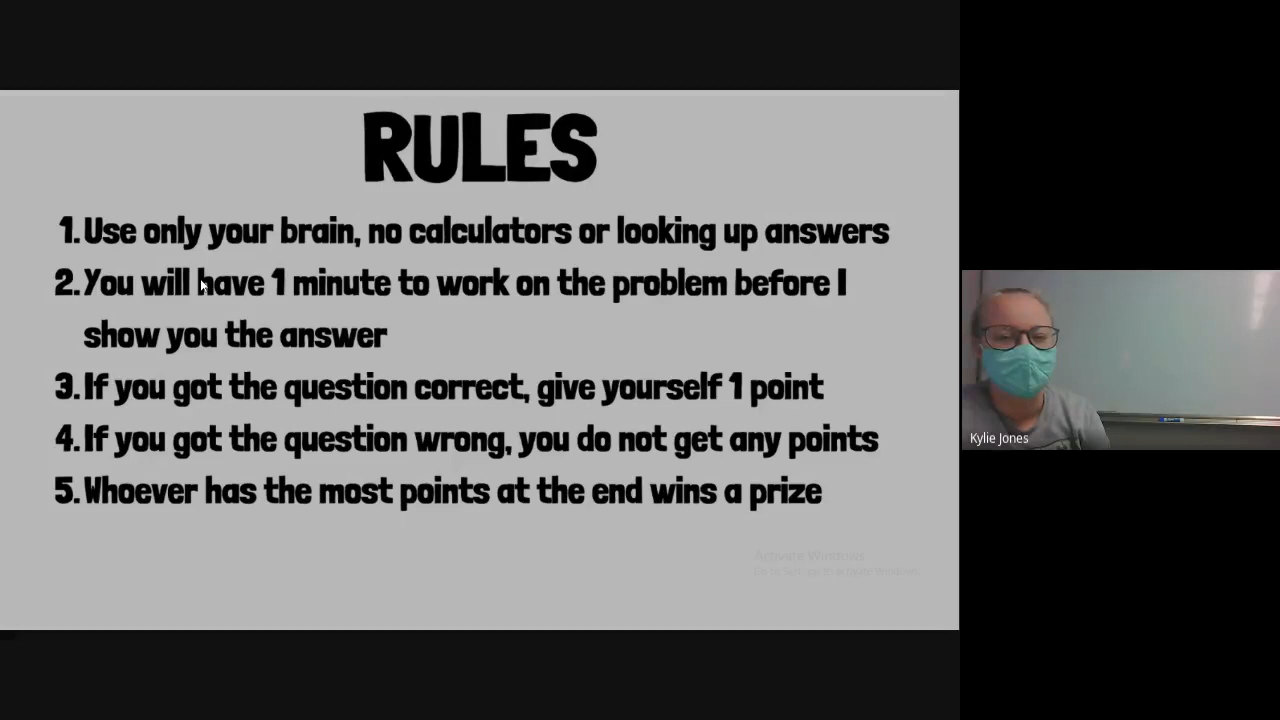 RULES
1. Use only your brain, no calculators or looking up answers
2. You will have 1 minute to work on the problem before I
show you the answer
3. If you got the question correct, give yourself 1 point
4. If you got the question wrong, you do not get any points
5. Whoever has the most points at the end wins a prize
Activate Windows
Kylie Jones